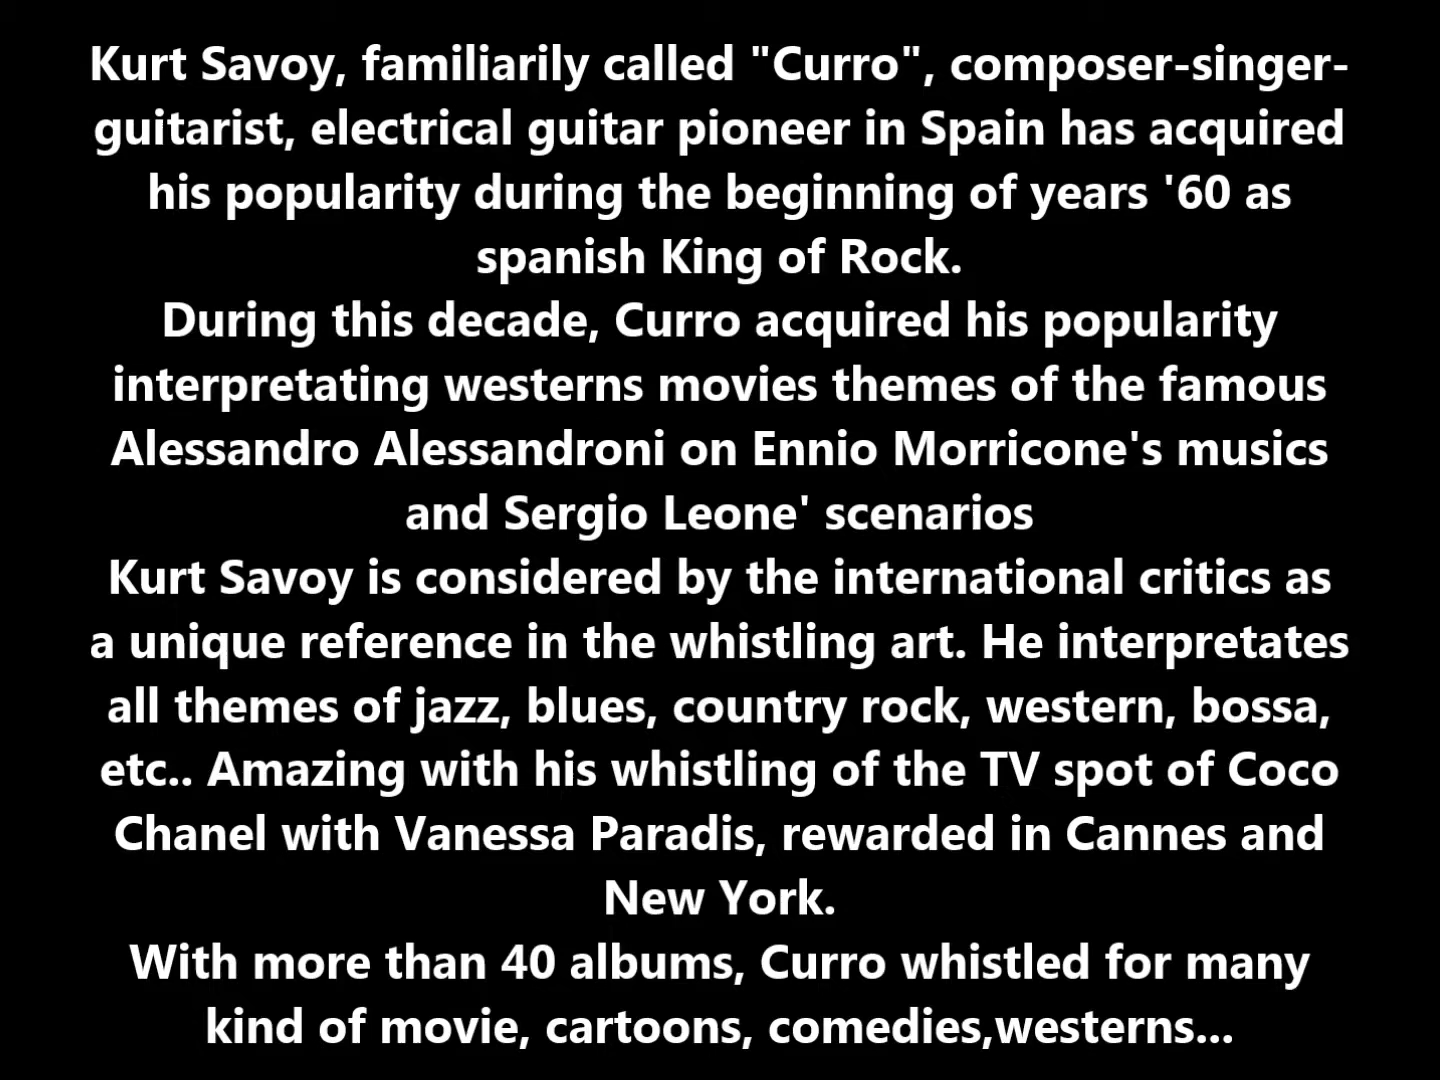 Kurt Savoy, familiarily called "Curro", composer-singer-
guitarist, electrical guitar pioneer in Spain has acquired
his popularity during the beginning of years '60 as
spanish King of Rock.
During this decade, Curro acquired his popularity
interpretating westerns movies themes of the famous
Alessandro Alessandroni on Ennio Morricone's musics
and Sergio Leone' scenarios
Kurt Savoy is considered by the international critics as
a unique reference in the whistling art. He interpretates
all themes of jazz, blues, country rock, western, bossa,
etc.. Amazing with his whistling of the TV spot of Coco
Chanel with Vanessa Paradis, rewarded in Cannes and
New York.
With more than 40 albums, Curro whistled for many
kind of movie, cartoons, comedies,westerns...